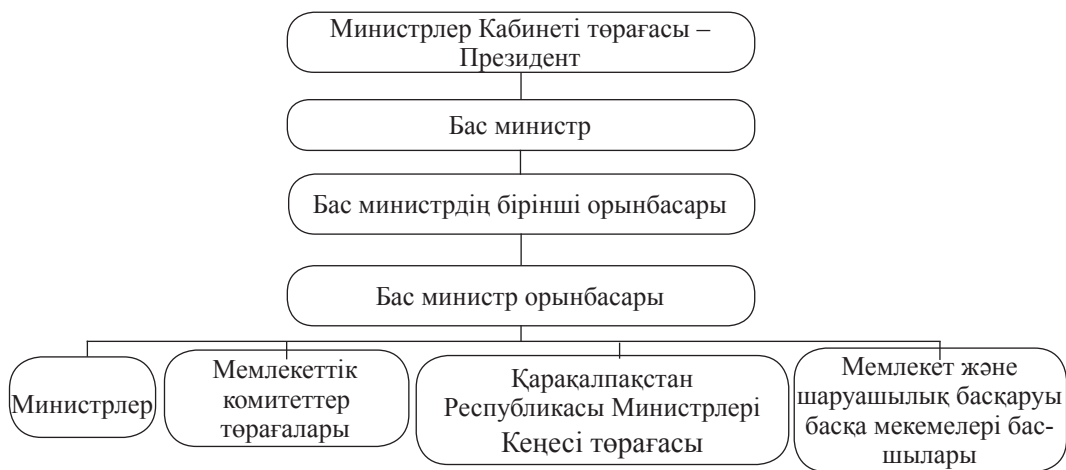 Министрлер Кабинеті төрағасы –
Президент
Бас министр
Бас министрдің бірінші орынбасары
Бас министр орынбасары
Министрлер
Мемлекеттік
комитеттер
төрағалары
Қарақалпақстан
Республикасы Министрлері
Кеңесі төрағасы
Мемлекет және
шаруашылық басқаруы
басқа мекемелері бас-
шылары